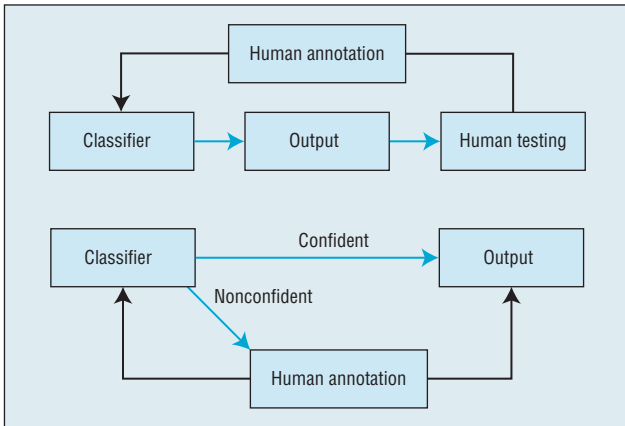 Human annotation
Classifier
Output
Human testing
Confident
Classifier
Output
Nonconfident
Human annotation